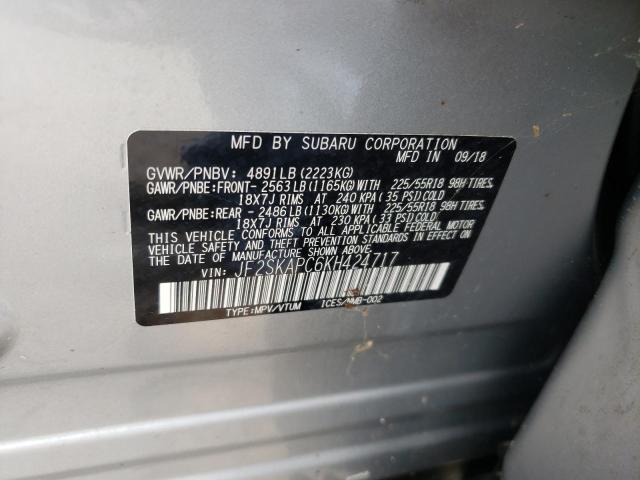 MFD BY SUBARU CORPORATION
MFD IN 09/18
GVWR/PNBV: 4891LB(2223KG)
GAWR/PNBE:FRONT- 2563LB(1165KG)WITH 225/55R18 98H TIRES,
18X7J RIMS AT 240 KPA(35 PSI)COLD
GAWR/PNBE:REAR - 2486LB(1130KG)WITH 225/55R18 98H TIRES,
18X7J RIMS AT 230 KPA(33 PSI)COLD
THIS VEHICLE CONFORMS TO ALL APPLICABLE FEDERAL MOTOR
VEHICLE SAFETY AND THEFT PREVENTION STANDARDS IN EFFECT ON
THE DATE OF MANUFACTURE SHOWN ABOVE.
VIN: JF2SKAPC6KH424717
TYPE:MPV/VTUM ICES/NMB-002